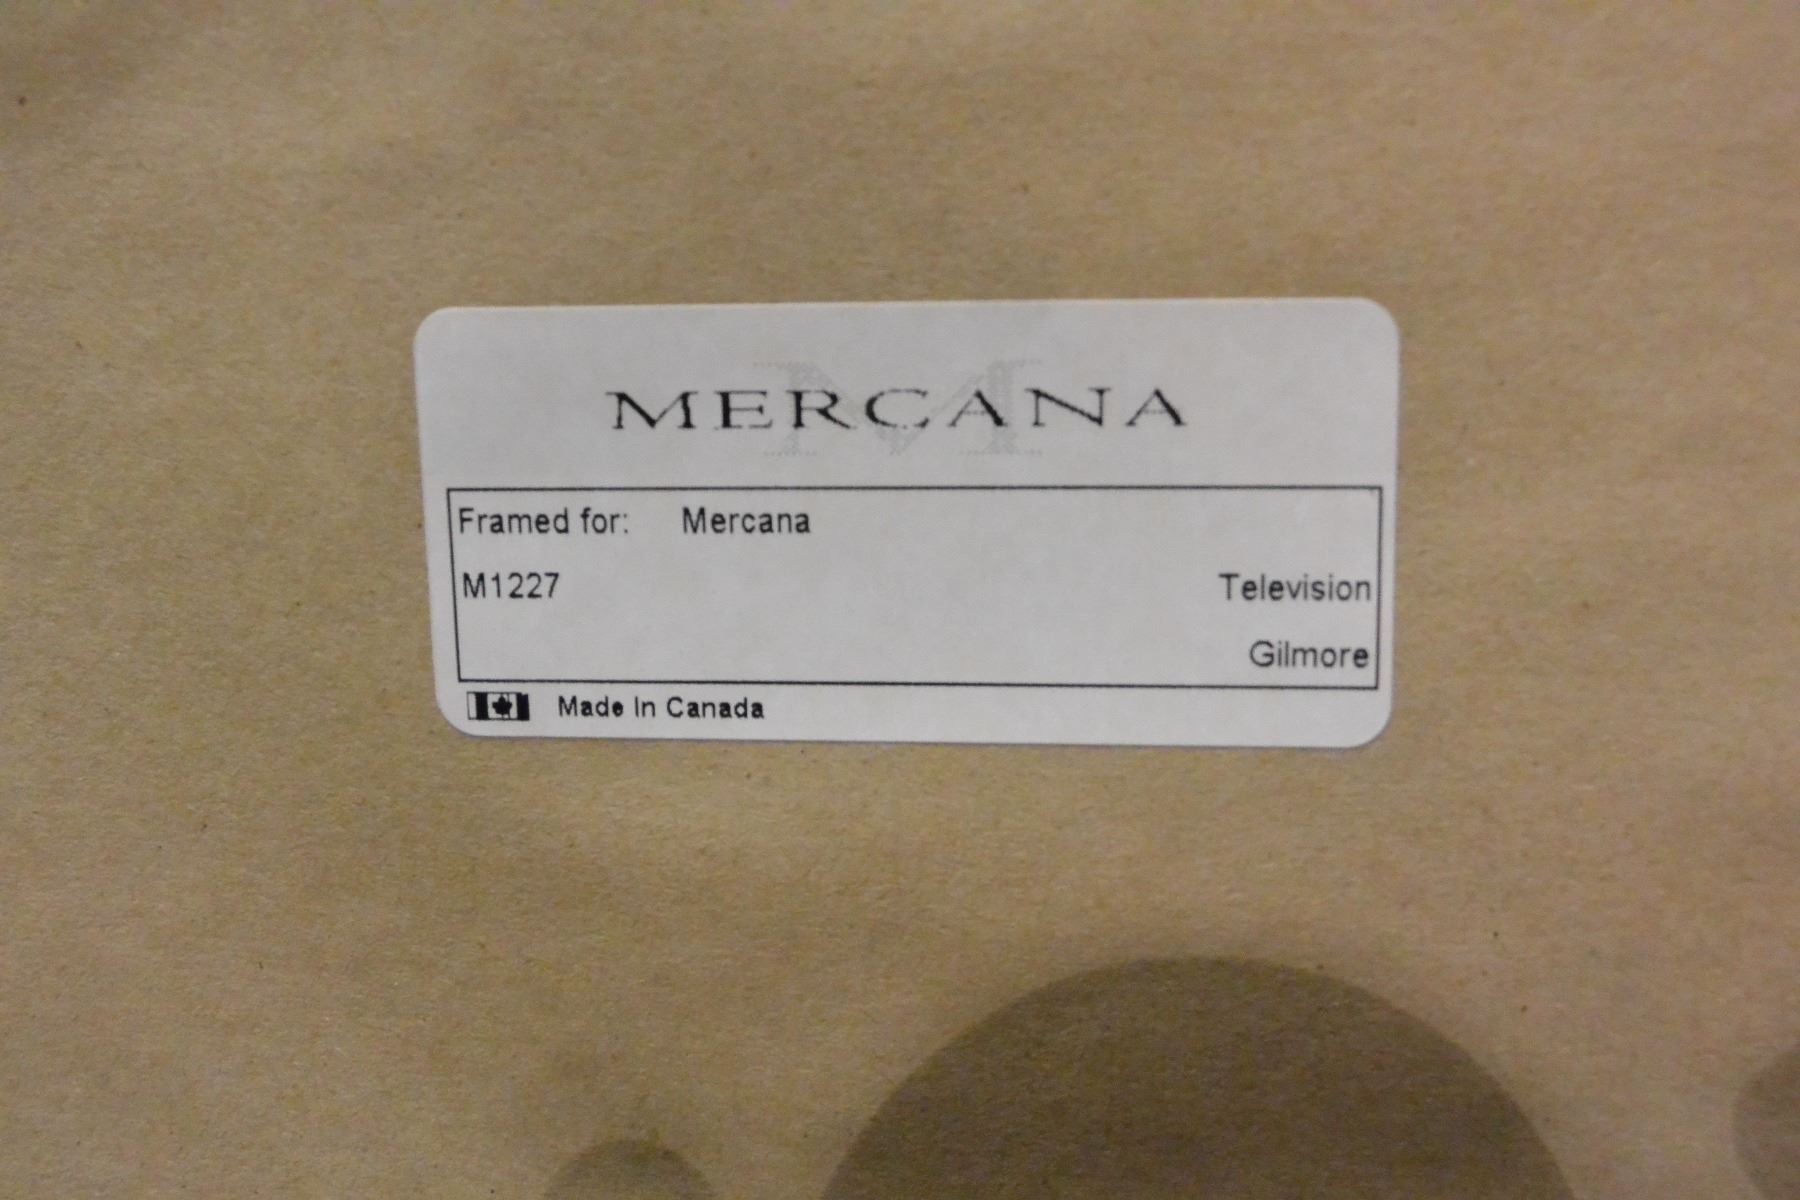 MERCANA
Framed for: Mercana
M1227 Television
Gilmore
Made In Canada